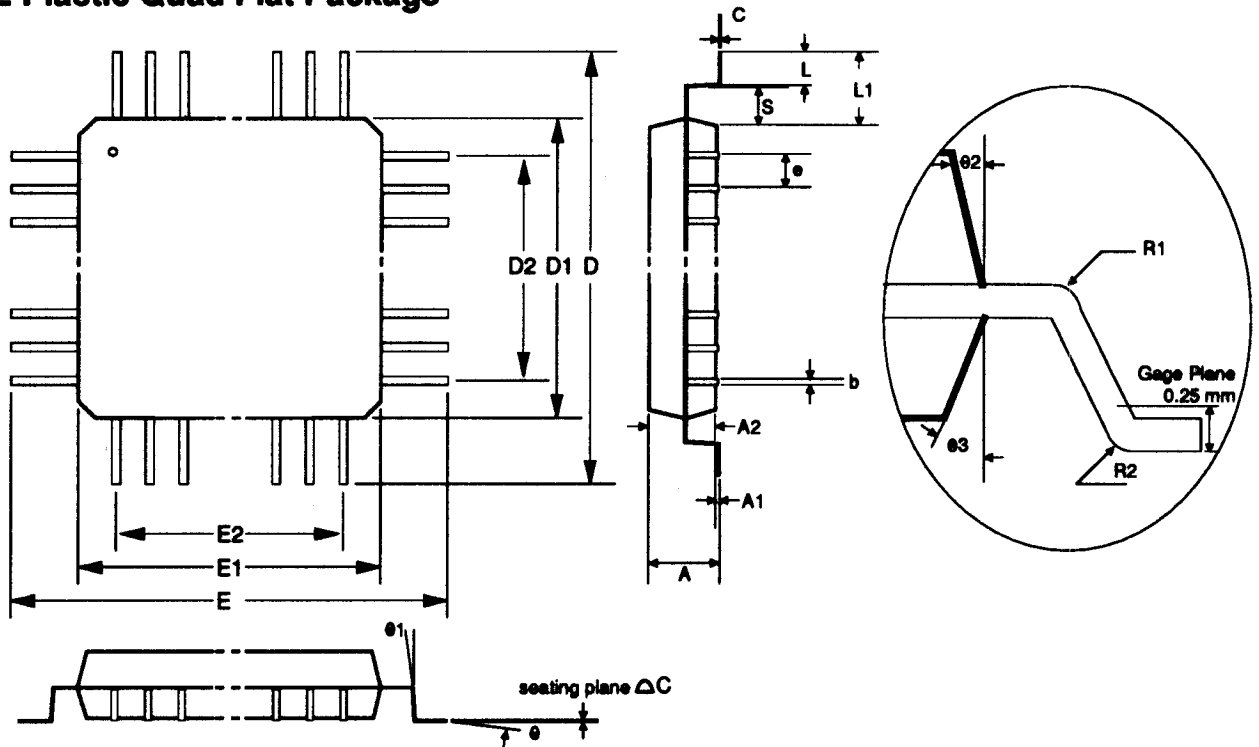 Plastic Quad Flat Package
C
L
L1
S
e
θ2
R1
D2 D1 D
b
Gage Plane
0.25 mm
A2
θ3
R2
A1
E2
E1
A
E
θ1
seating plane △C
θ